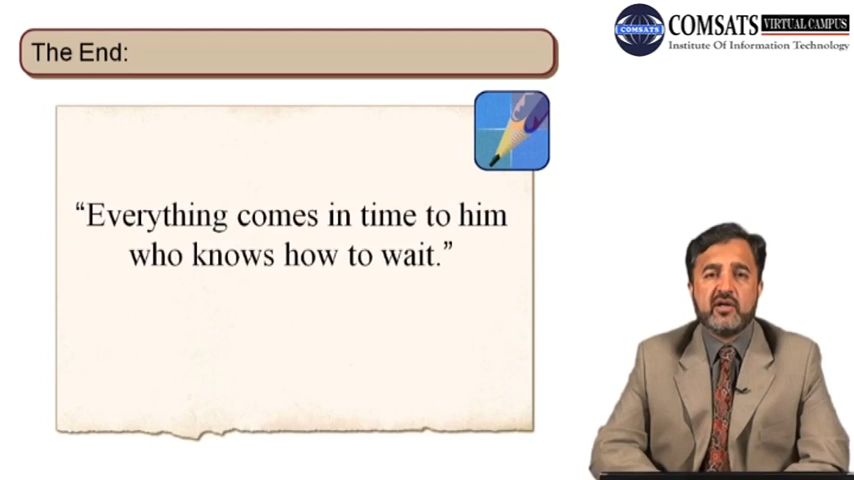 The End:
COMSATS VIRTUAL CAMPUS
COMSATS
Institute Of Information Technology
“Everything comes in time to him
who knows how to wait.”